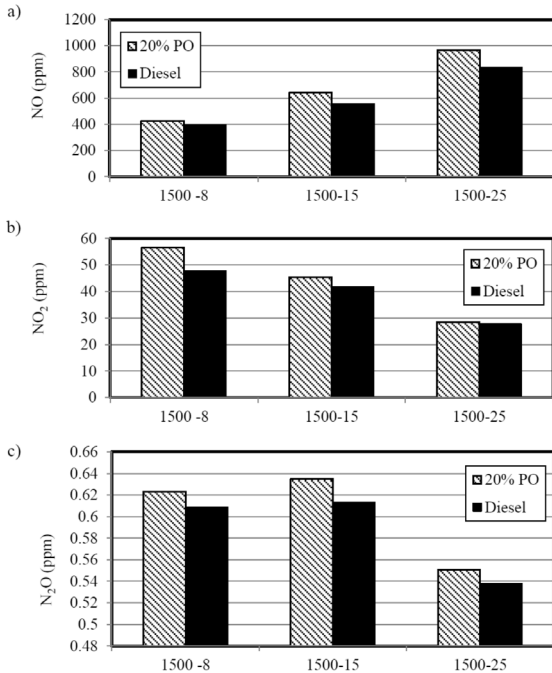 a)
1200
1000
800
600
400
200
0
NO (ppm)
20% PO
Diesel
1500 -8
1500-15
1500-25
b)
60
50
40
30
20
10
0
NO₂ (ppm)
20% PO
Diesel
1500 -8
1500-15
1500-25
c)
0.66
0.64
0.62
0.6
0.58
0.56
0.54
0.52
0.5
0.48
N₂O (ppm)
20% PO
Diesel
1500 -8
1500-15
1500-25